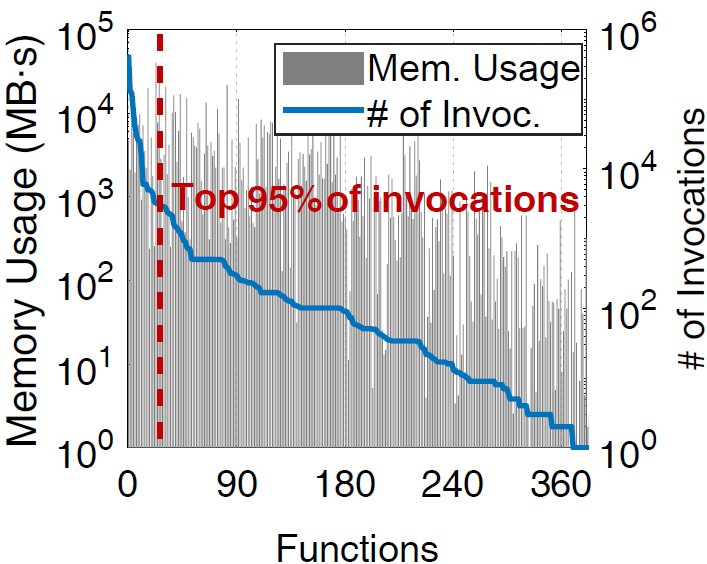 10^5
10^4
10^3
10^2
10^1
10^0
Memory Usage (MB·s)
Mem. Usage
# of Invoc.
Top 95% of invocations
10^6
10^4
10^2
10^0
# of Invocations
0 90 180 240 360
Functions